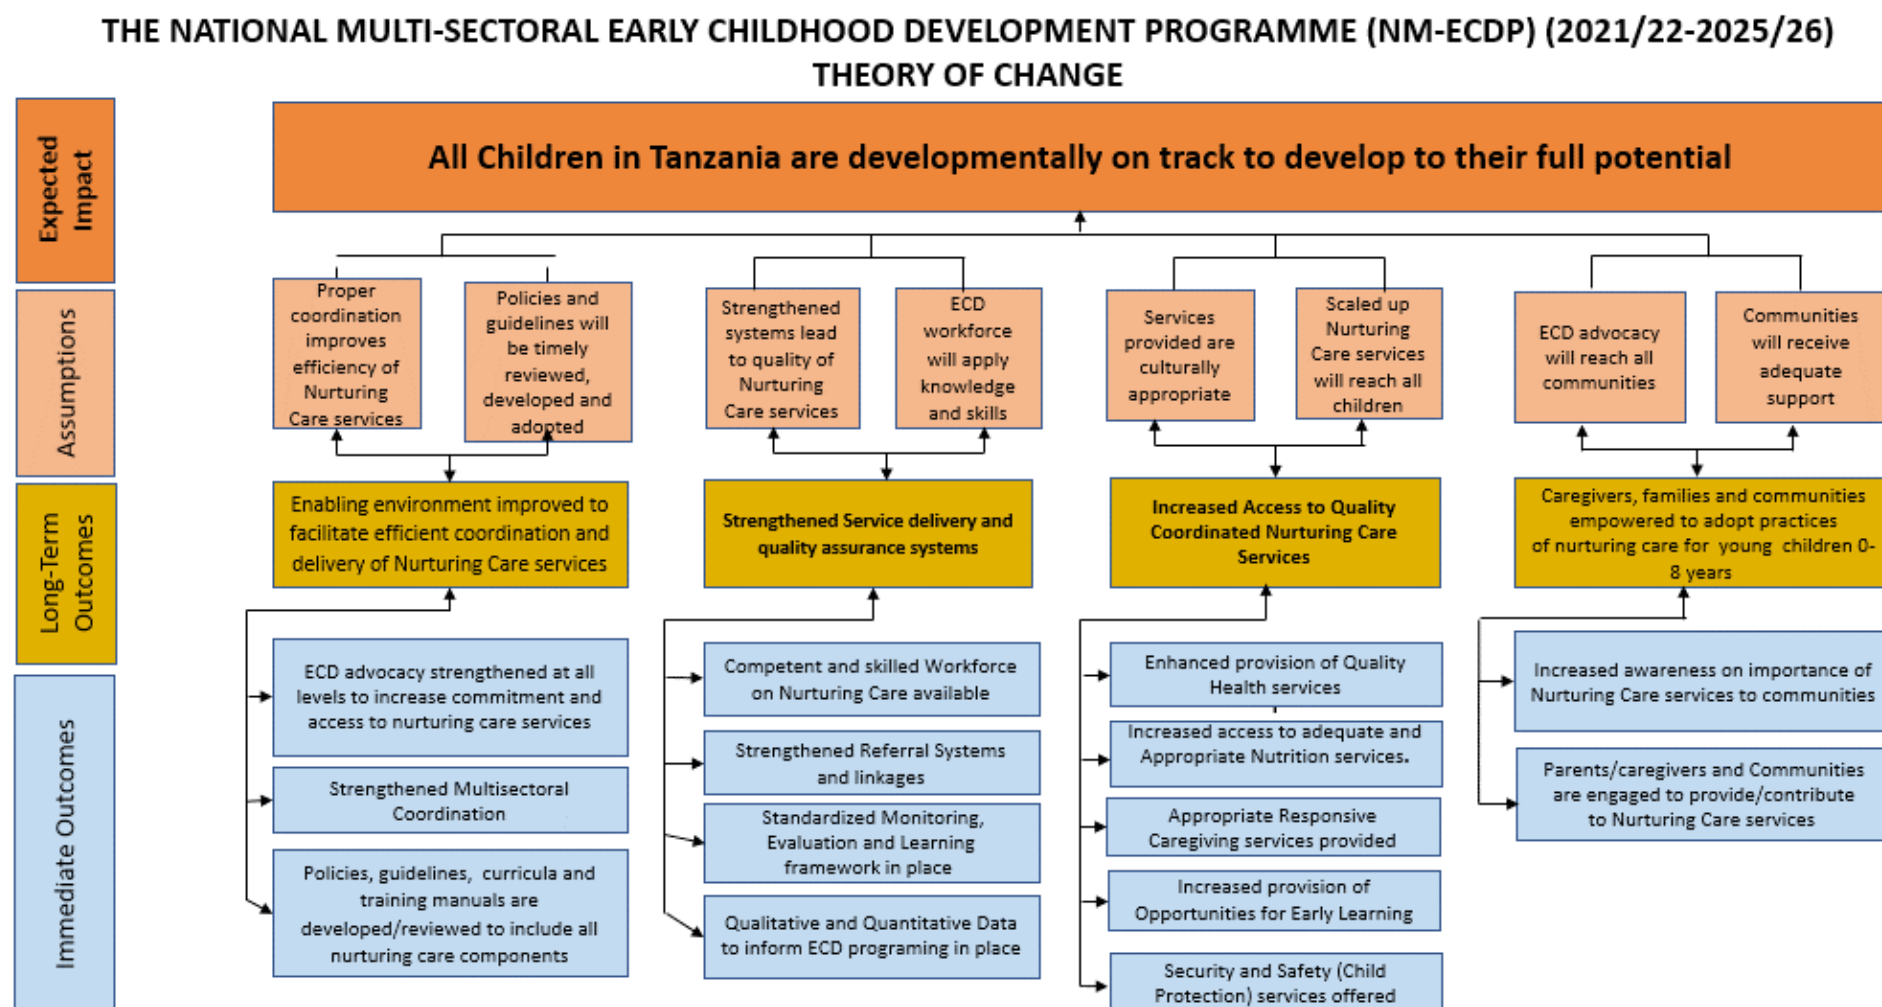 THE NATIONAL MULTI-SECTORAL EARLY CHILDHOOD DEVELOPMENT PROGRAMME (NM-ECDP) (2021/22-2025/26)
THEORY OF CHANGE
Expected
Impact
All Children in Tanzania are developmentally on track to develop to their full potential
Assumptions
Proper
coordination
improves
efficiency of
Nurturing
Care services
Policies and
guidelines will
be timely
reviewed,
developed and
adopted
Strengthened
systems lead
to quality of
Nurturing
Care services
ECD
workforce
will apply
knowledge
and skills
Services
provided are
culturally
appropriate
Scaled up
Nurturing
Care services
will reach all
children
ECD advocacy
will reach all
communities
Communities
will receive
adequate
support
Long-Term
Outcomes
Enabling environment improved to
facilitate efficient coordination and
delivery of Nurturing Care services
Strengthened Service delivery and
quality assurance systems
Increased Access to Quality
Coordinated Nurturing Care
Services
Caregivers, families and communities
empowered to adopt practices
of nurturing care for young children 0-
8 years
Immediate Outcomes
ECD advocacy strengthened at all
levels to increase commitment and
access to nurturing care services
Strengthened Multisectoral
Coordination
Policies, guidelines, curricula and
training manuals are
developed/reviewed to include all
nurturing care components
Competent and skilled Workforce
on Nurturing Care available
Strengthened Referral Systems
and linkages
Standardized Monitoring,
Evaluation and Learning
framework in place
Qualitative and Quantitative Data
to inform ECD programing in place
Enhanced provision of Quality
Health services
Increased access to adequate and
Appropriate Nutrition services.
Appropriate Responsive
Caregiving services provided
Increased provision of
Opportunities for Early Learning
Security and Safety (Child
Protection) services offered
Increased awareness on importance of
Nurturing Care services to communities
Parents/caregivers and Communities
are engaged to provide/contribute
to Nurturing Care services